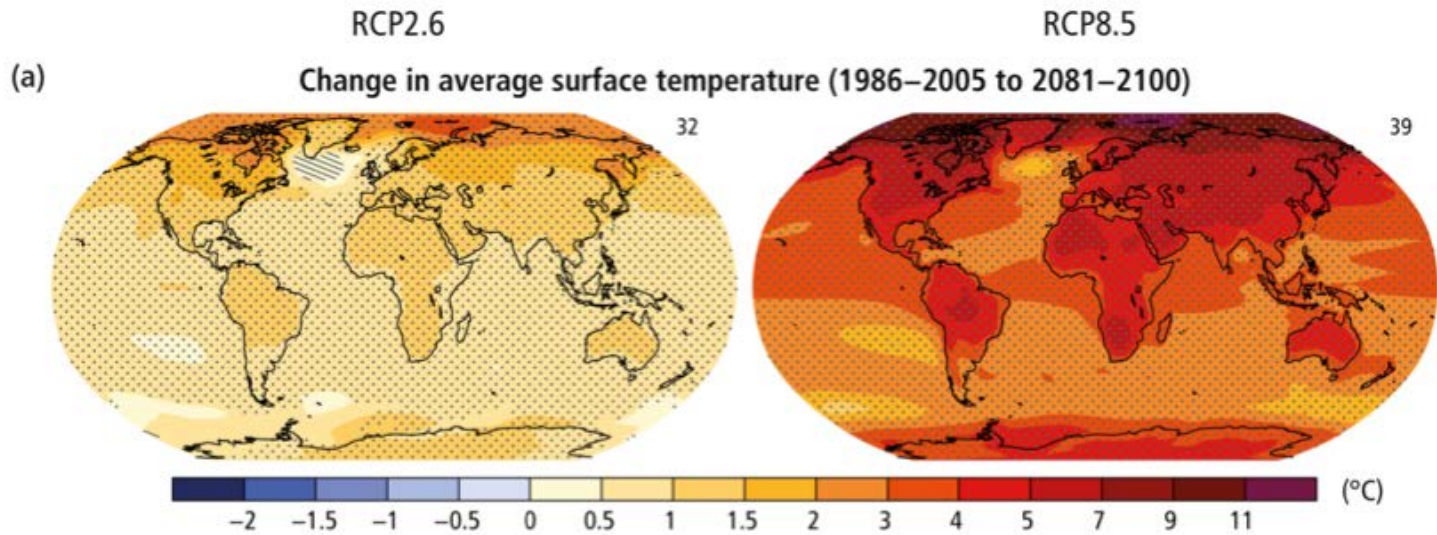 RCP2.6 RCP8.5
(a) Change in average surface temperature (1986–2005 to 2081–2100)
32 39
(°C)
−2 −1.5 −1 −0.5 0 0.5 1 1.5 2 3 4 5 7 9 11